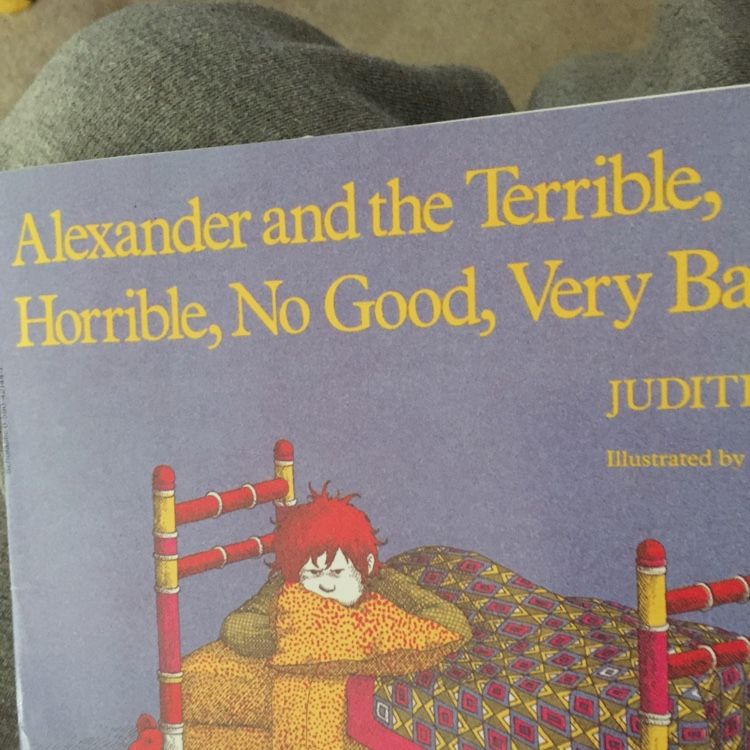 Alexander and the Terrible,
Horrible, No Good, Very Ba
JUDIT
Illustrated by